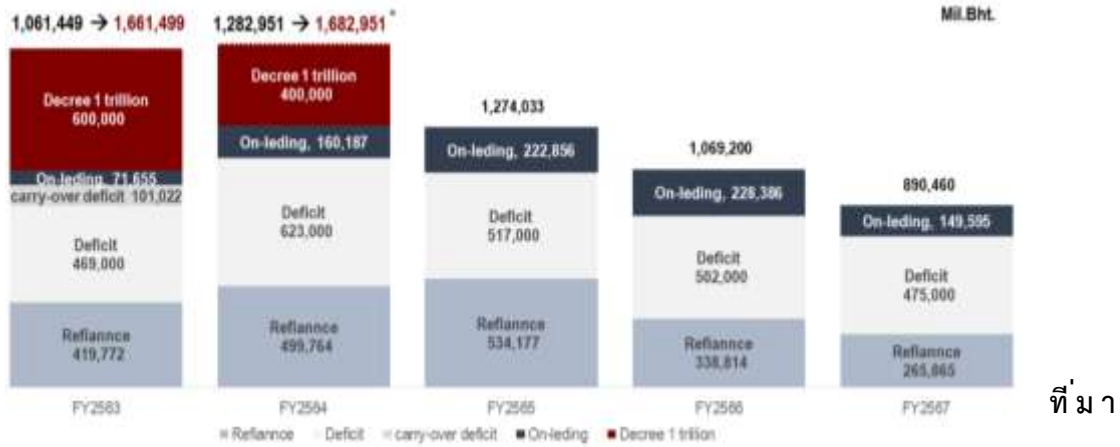 1,061,449 → 1,661,499 1,282,951 → 1,682,951 * Mil.Bht.
Decree 1 trillion
600,000
On-leding, 71,655
carry-over deficit 101,022
Deficit
469,000
Refiannce
419,772
Decree 1 trillion
400,000
On-leding, 160,187
Deficit
623,000
Refiannce
499,764
1,274,033
On-leding, 222,856
Deficit
517,000
Refiannce
534,177
1,069,200
On-leding, 228,386
Deficit
502,000
Refiannce
338,814
890,460
On-leding, 149,595
Deficit
475,000
Refiannce
265,865
FY2563 FY2564 FY2565 FY2566 FY2567
ที่มา
Refiannce Deficit carry-over deficit On-leding Decree 1 trillion